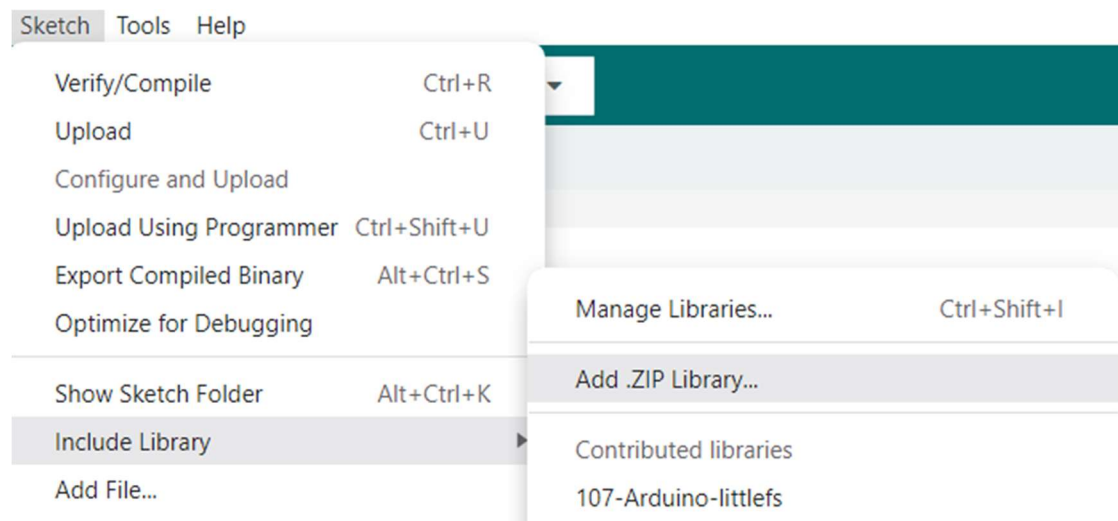 Sketch Tools Help
Verify/Compile Ctrl+R
Upload Ctrl+U
Configure and Upload
Upload Using Programmer Ctrl+Shift+U
Export Compiled Binary Alt+Ctrl+S
Optimize for Debugging
Show Sketch Folder Alt+Ctrl+K
Include Library
Add File...
Manage Libraries... Ctrl+Shift+I
Add .ZIP Library...
Contributed libraries
107-Arduino-littlefs